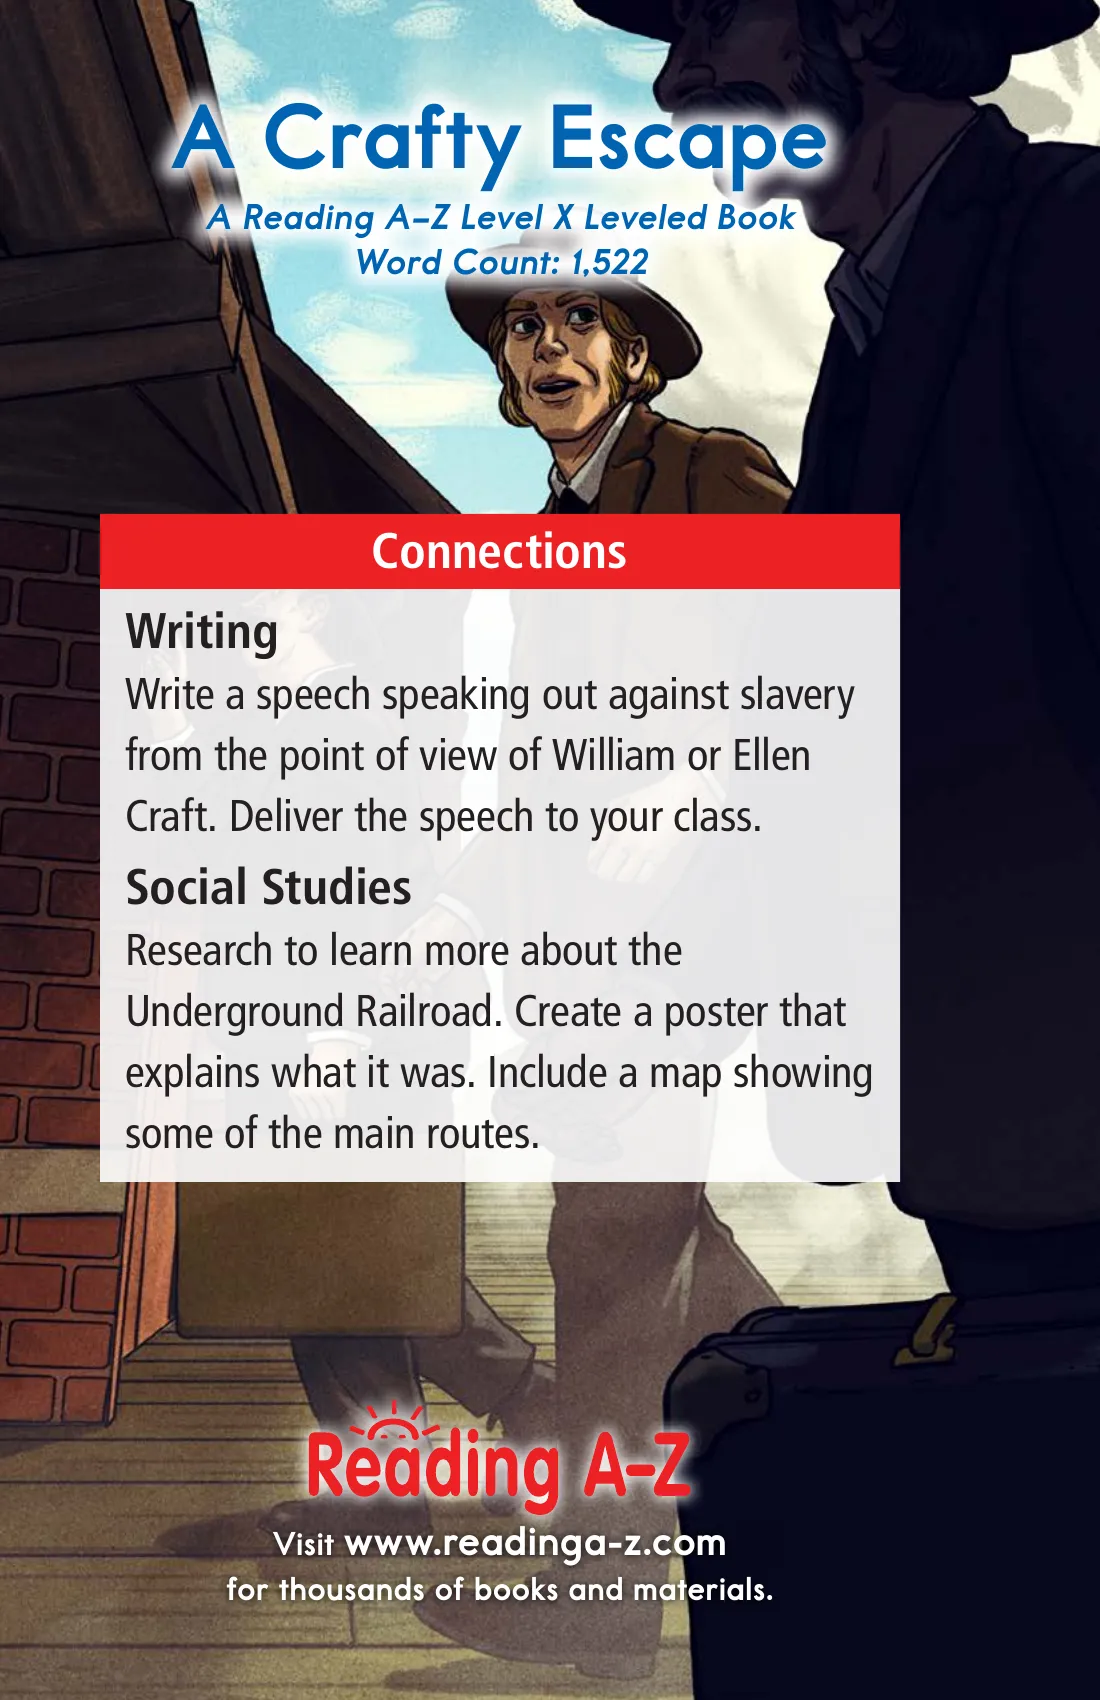 A Crafty Escape
A Reading A–Z Level X Leveled Book
Word Count: 1,522
Connections
Writing
Write a speech speaking out against slavery
from the point of view of William or Ellen
Craft. Deliver the speech to your class.
Social Studies
Research to learn more about the
Underground Railroad. Create a poster that
explains what it was. Include a map showing
some of the main routes.
Reading A–Z
Visit www.readinga-z.com
for thousands of books and materials.